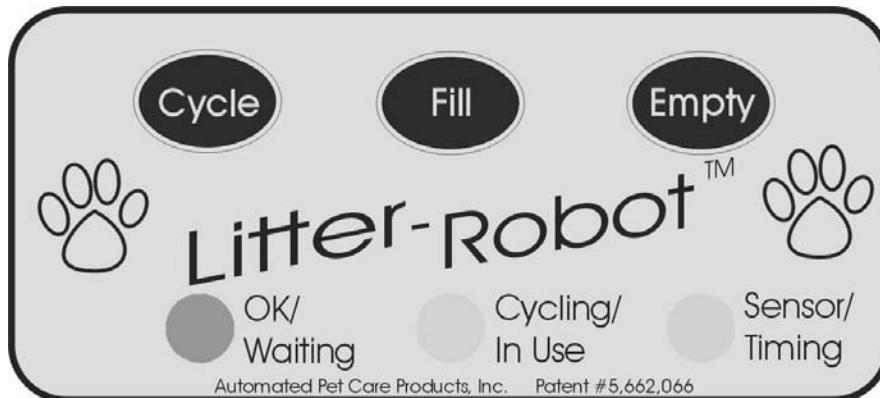 Cycle Fill Empty
Litter-Robot™
OK/
Waiting
Cycling/
In Use
Sensor/
Timing
Automated Pet Care Products, Inc. Patent #5,662,066